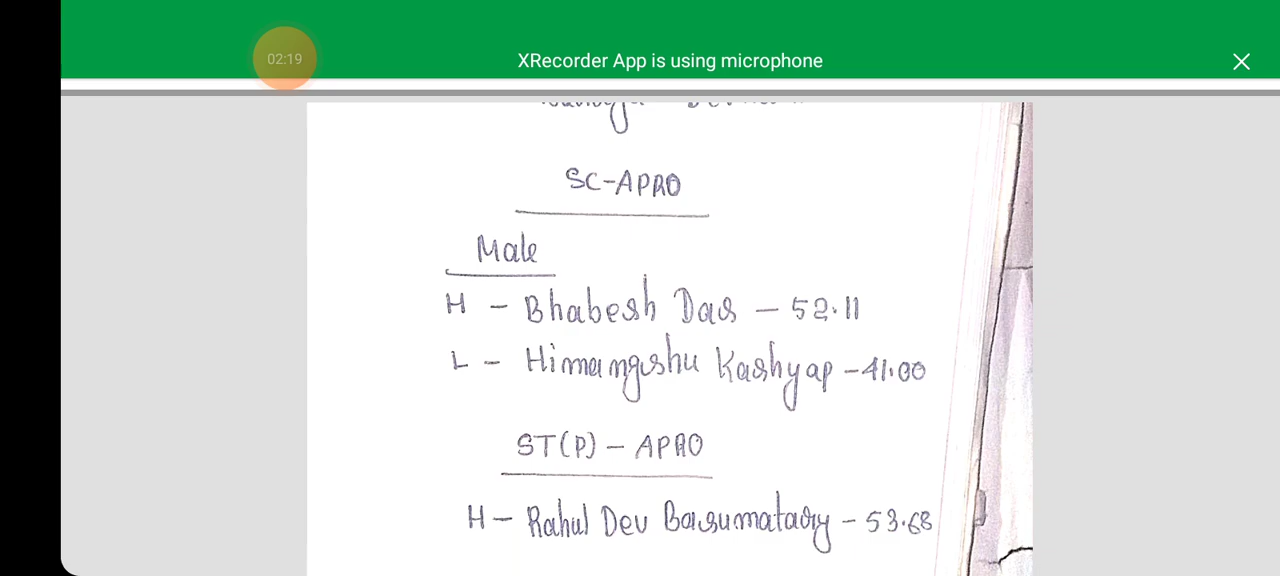 02:19
XRecorder App is using microphone
SC-APRO
Male
H - Bhabesh Das - 52.11
L - Himangshu Kashyap - 41.00
ST(P) - APRO
H - Rahul Dev Basumatary - 53.68